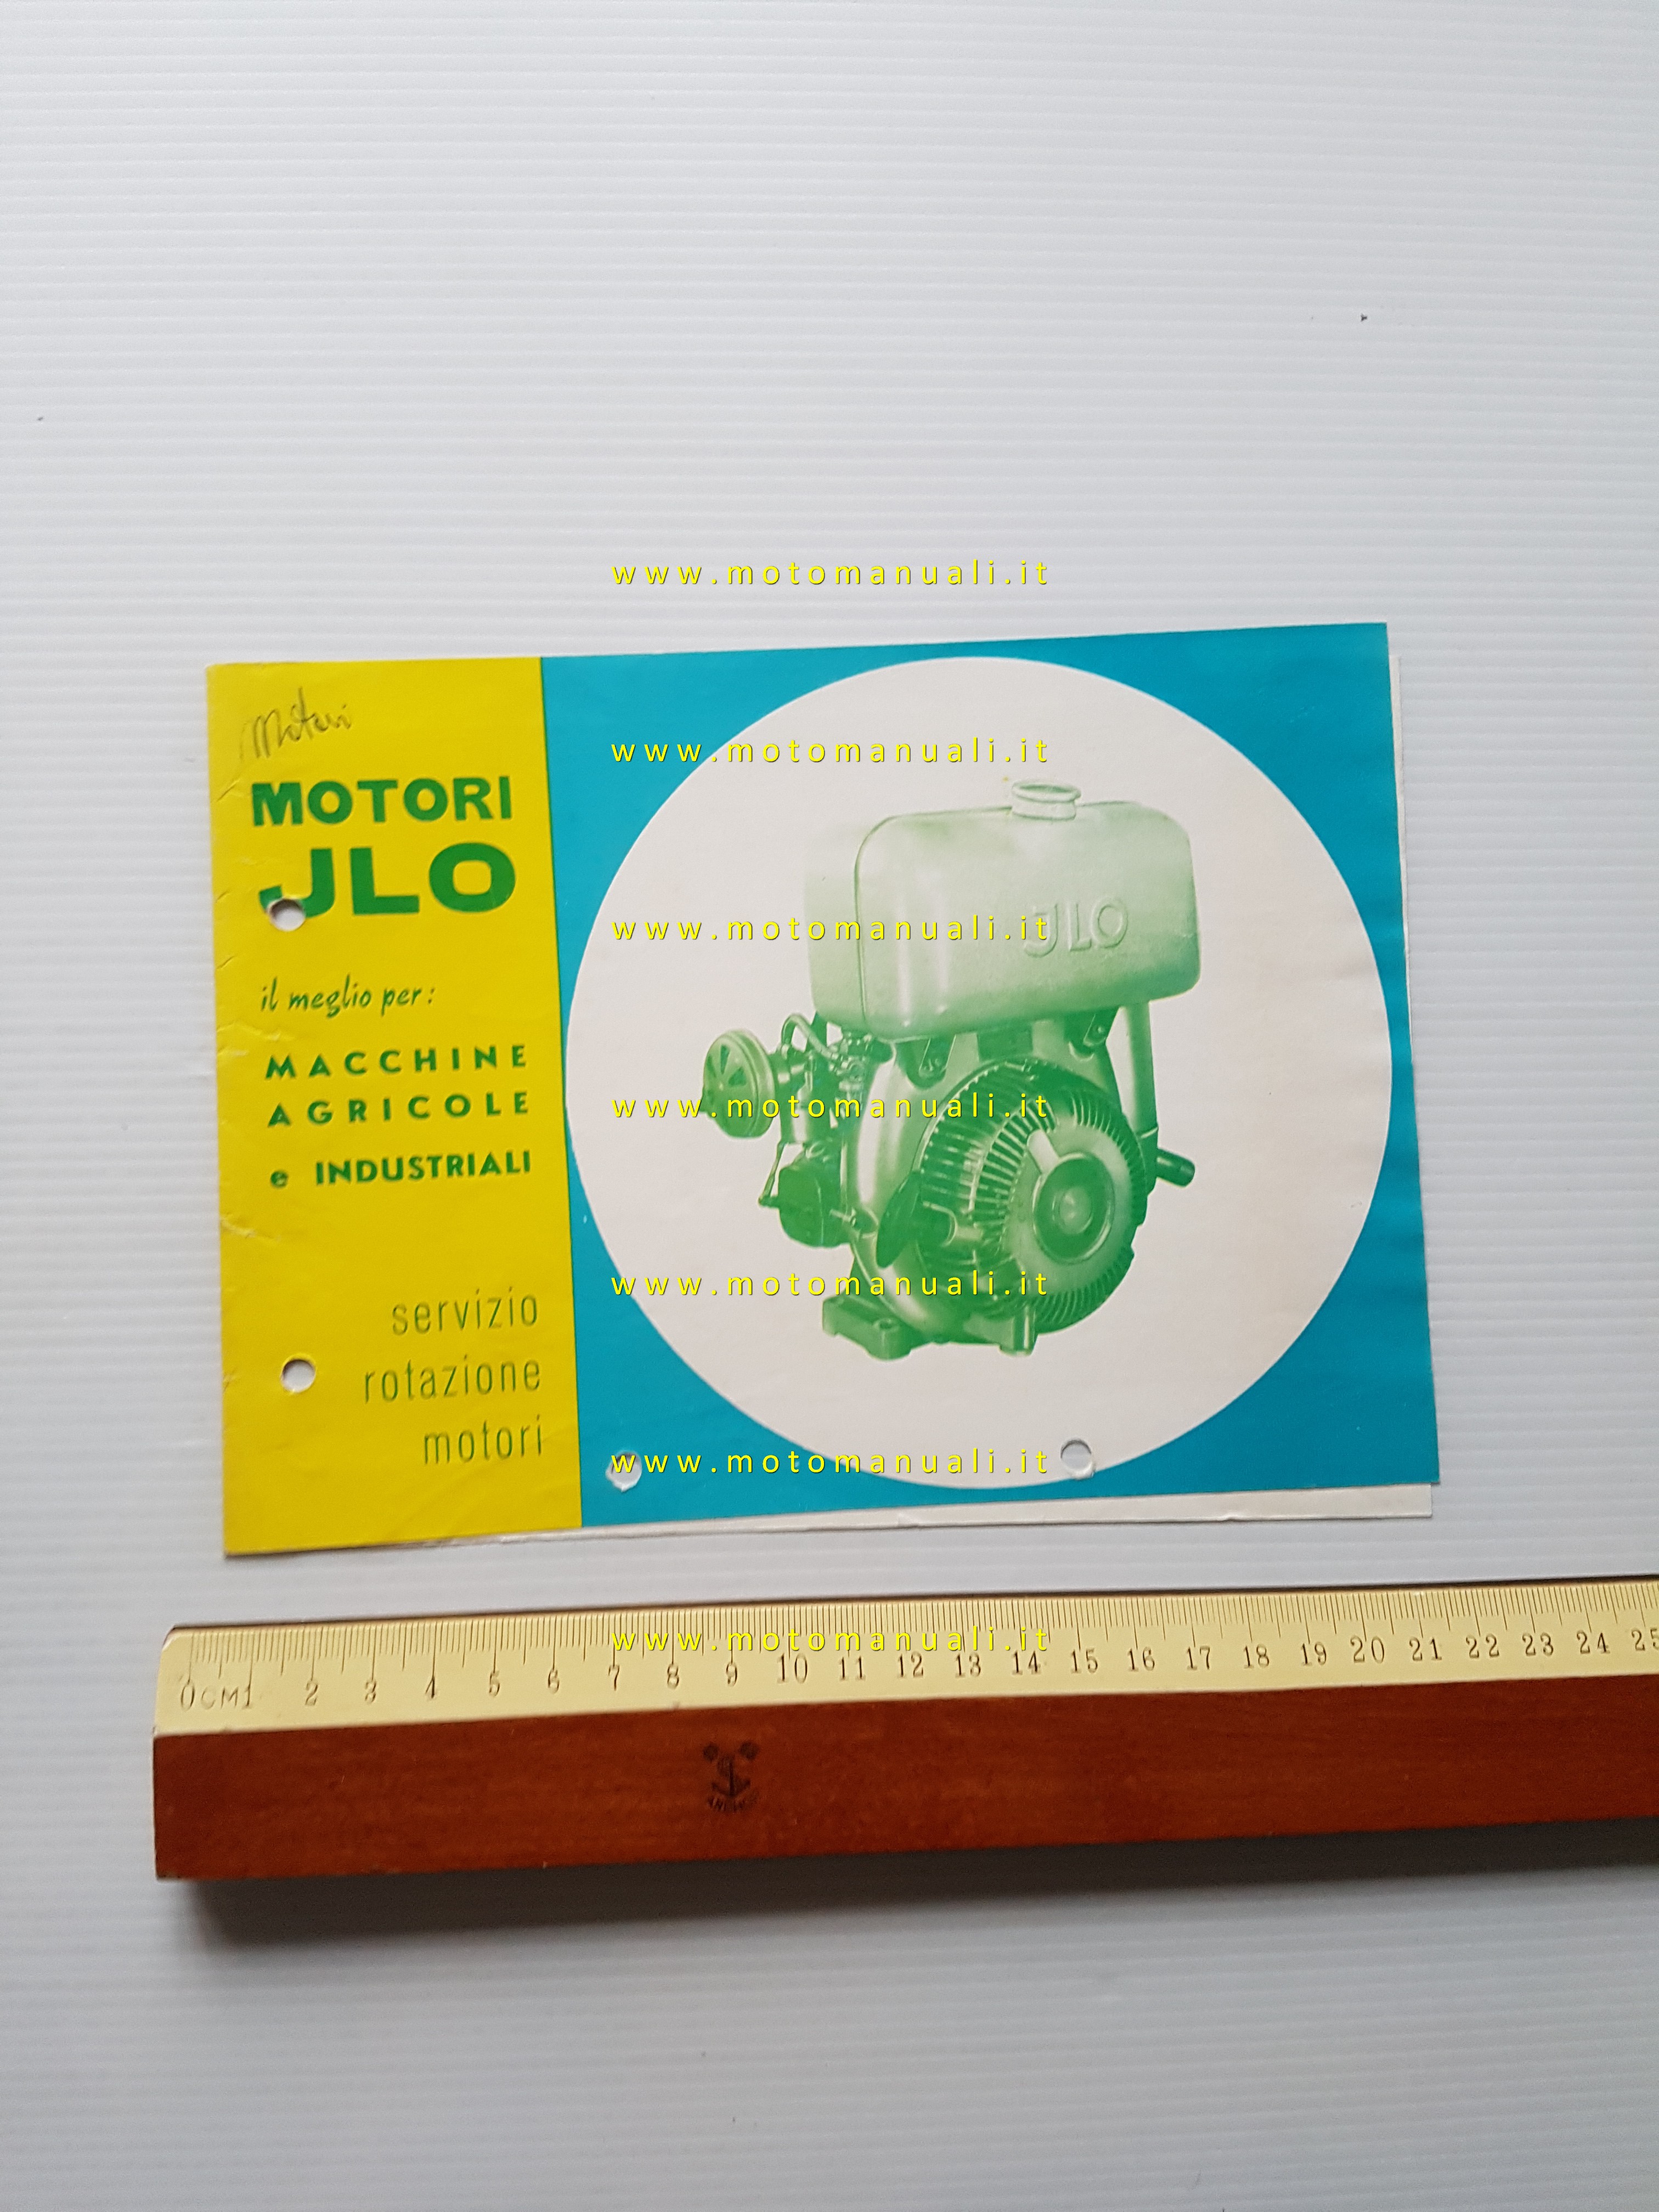 www.motomanuali.it
Motori
MOTORI
JLO
il meglio per:
MACCHINE
AGRICOLE
e INDUSTRIALI
servizio
rotazione
motori
www.motomanuali.it
JLO
www.motomanuali.it
www.motomanuali.it
www.motomanuali.it
www.motomanuali.it
www.motomanuali.it
0CM1 2 3 4 5 6 7 8 9 10 11 12 13 14 15 16 17 18 19 20 21 22 23 24 25